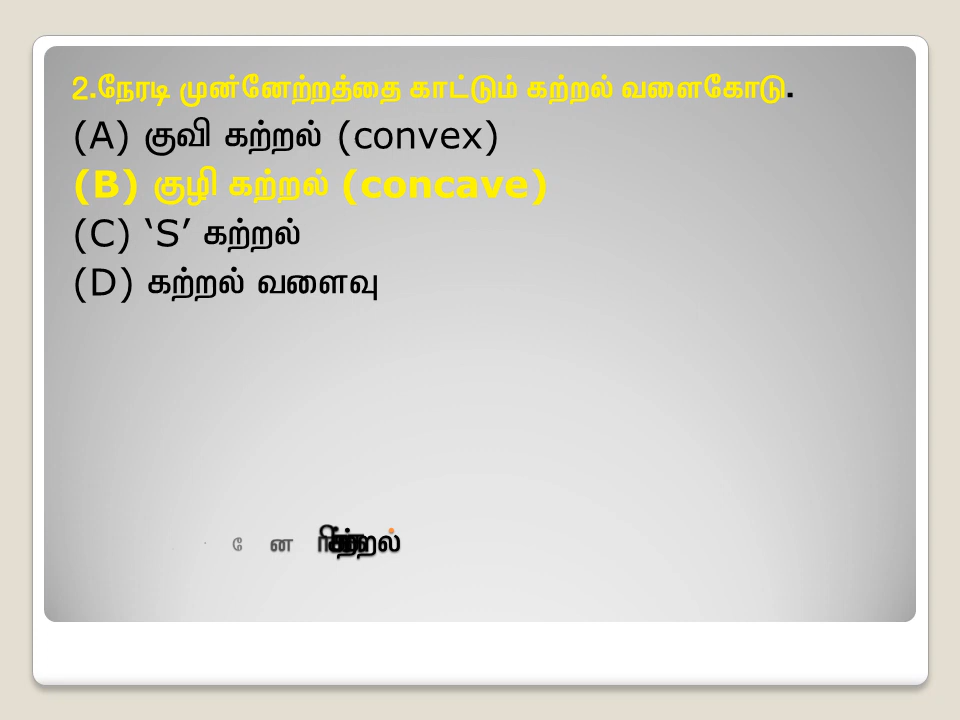 2.நேரடி முன்னேற்றத்தை காட்டும் கற்றல் வளைகோடு.
(A) குவி கற்றல் (convex)
(B) குழி கற்றல் (concave)
(C) ‘S’ கற்றல்
(D) கற்றல் வளைவு